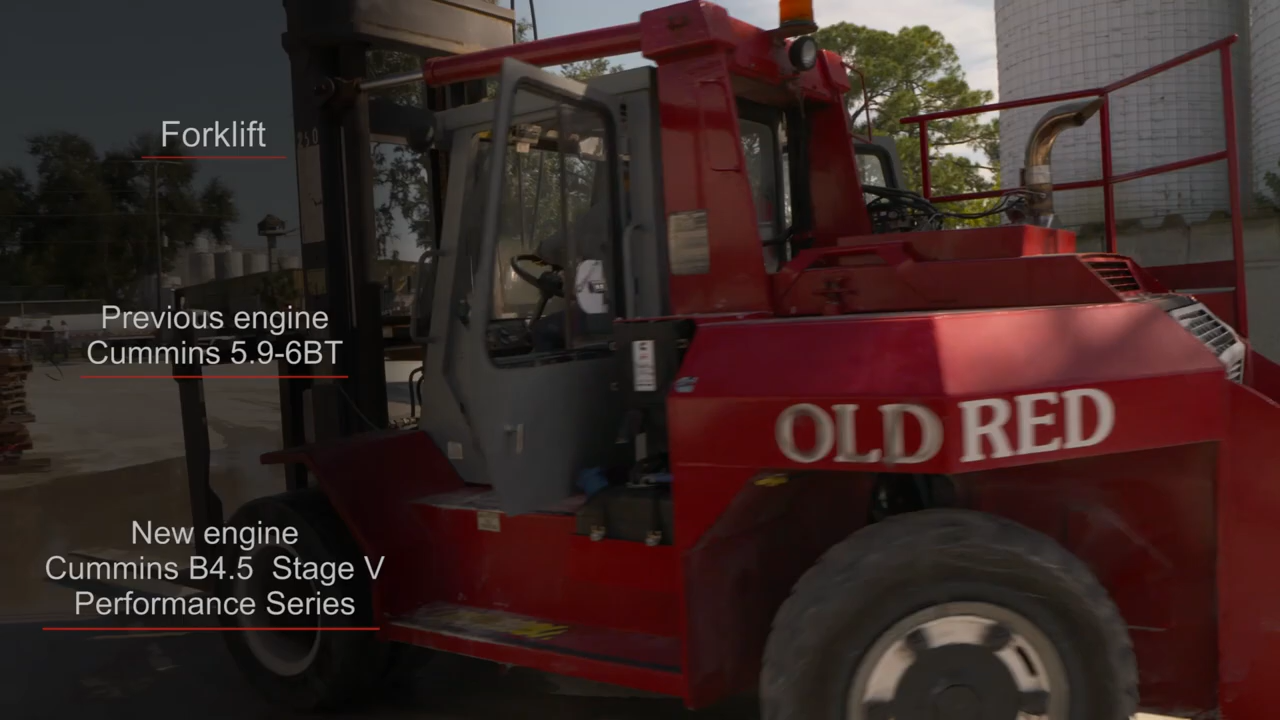 Forklift
Previous engine
Cummins 5.9-6BT
New engine
Cummins B4.5 Stage V
Performance Series
OLD RED